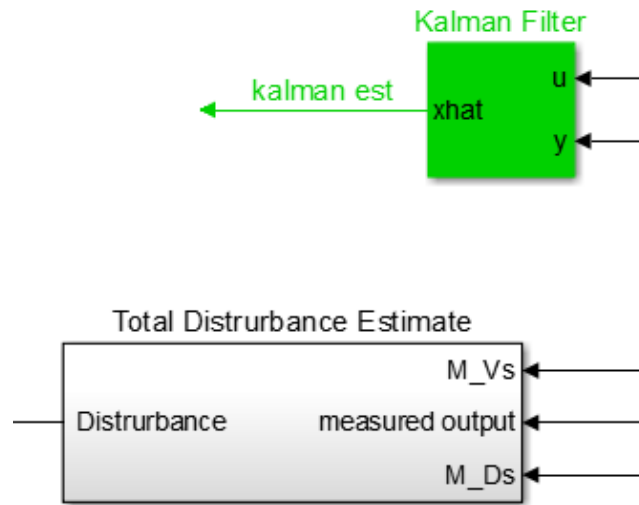 Kalman Filter
u
kalman est
xhat
y
Total Distrurbance Estimate
M_Vs
Distrurbance
measured output
M_Ds